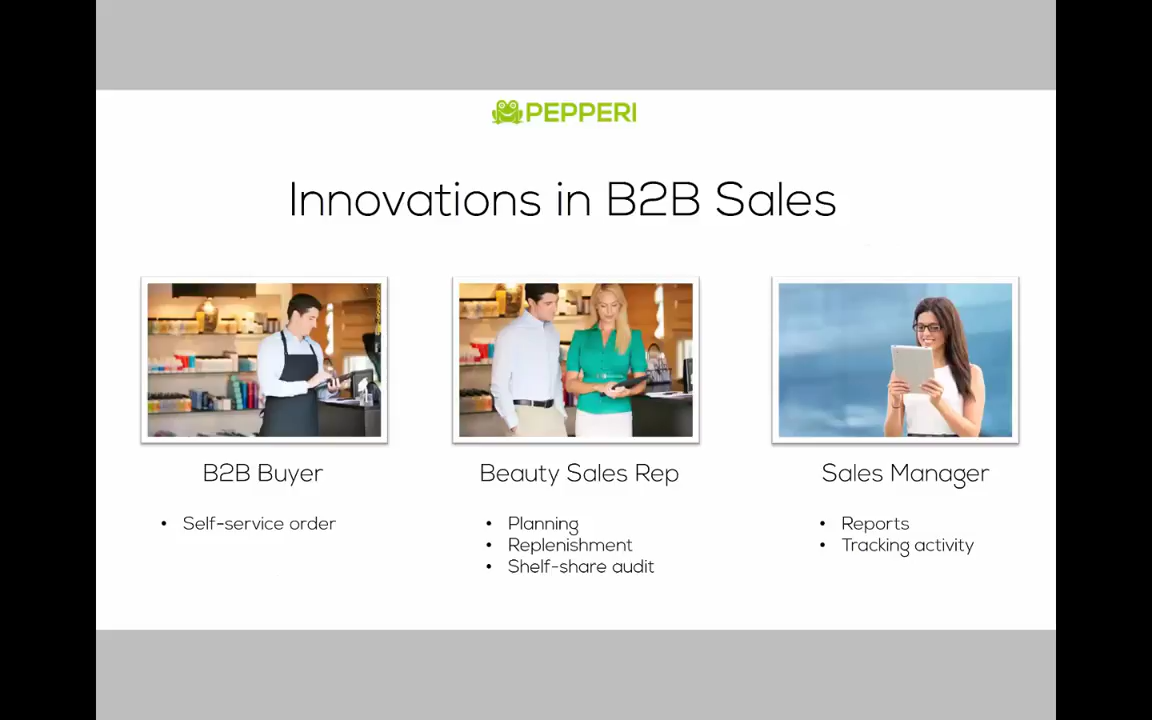 PEPPERI
Innovations in B2B Sales
B2B Buyer
• Self-service order
Beauty Sales Rep
• Planning
• Replenishment
• Shelf-share audit
Sales Manager
• Reports
• Tracking activity